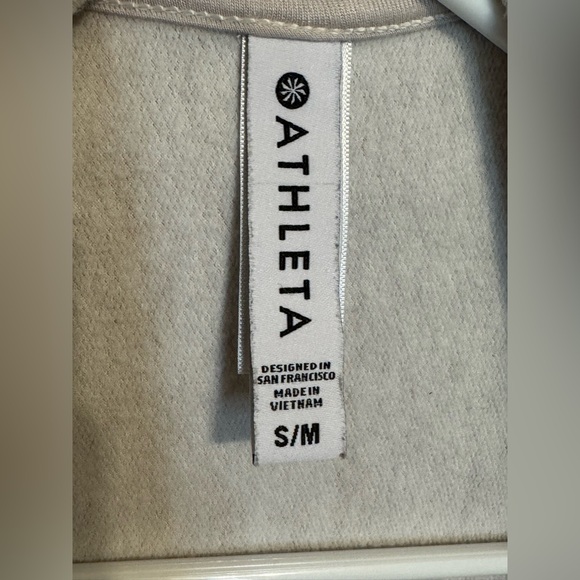 ATHLETA
DESIGNED IN
SAN FRANCISCO
MADE IN
VIETNAM
S/M